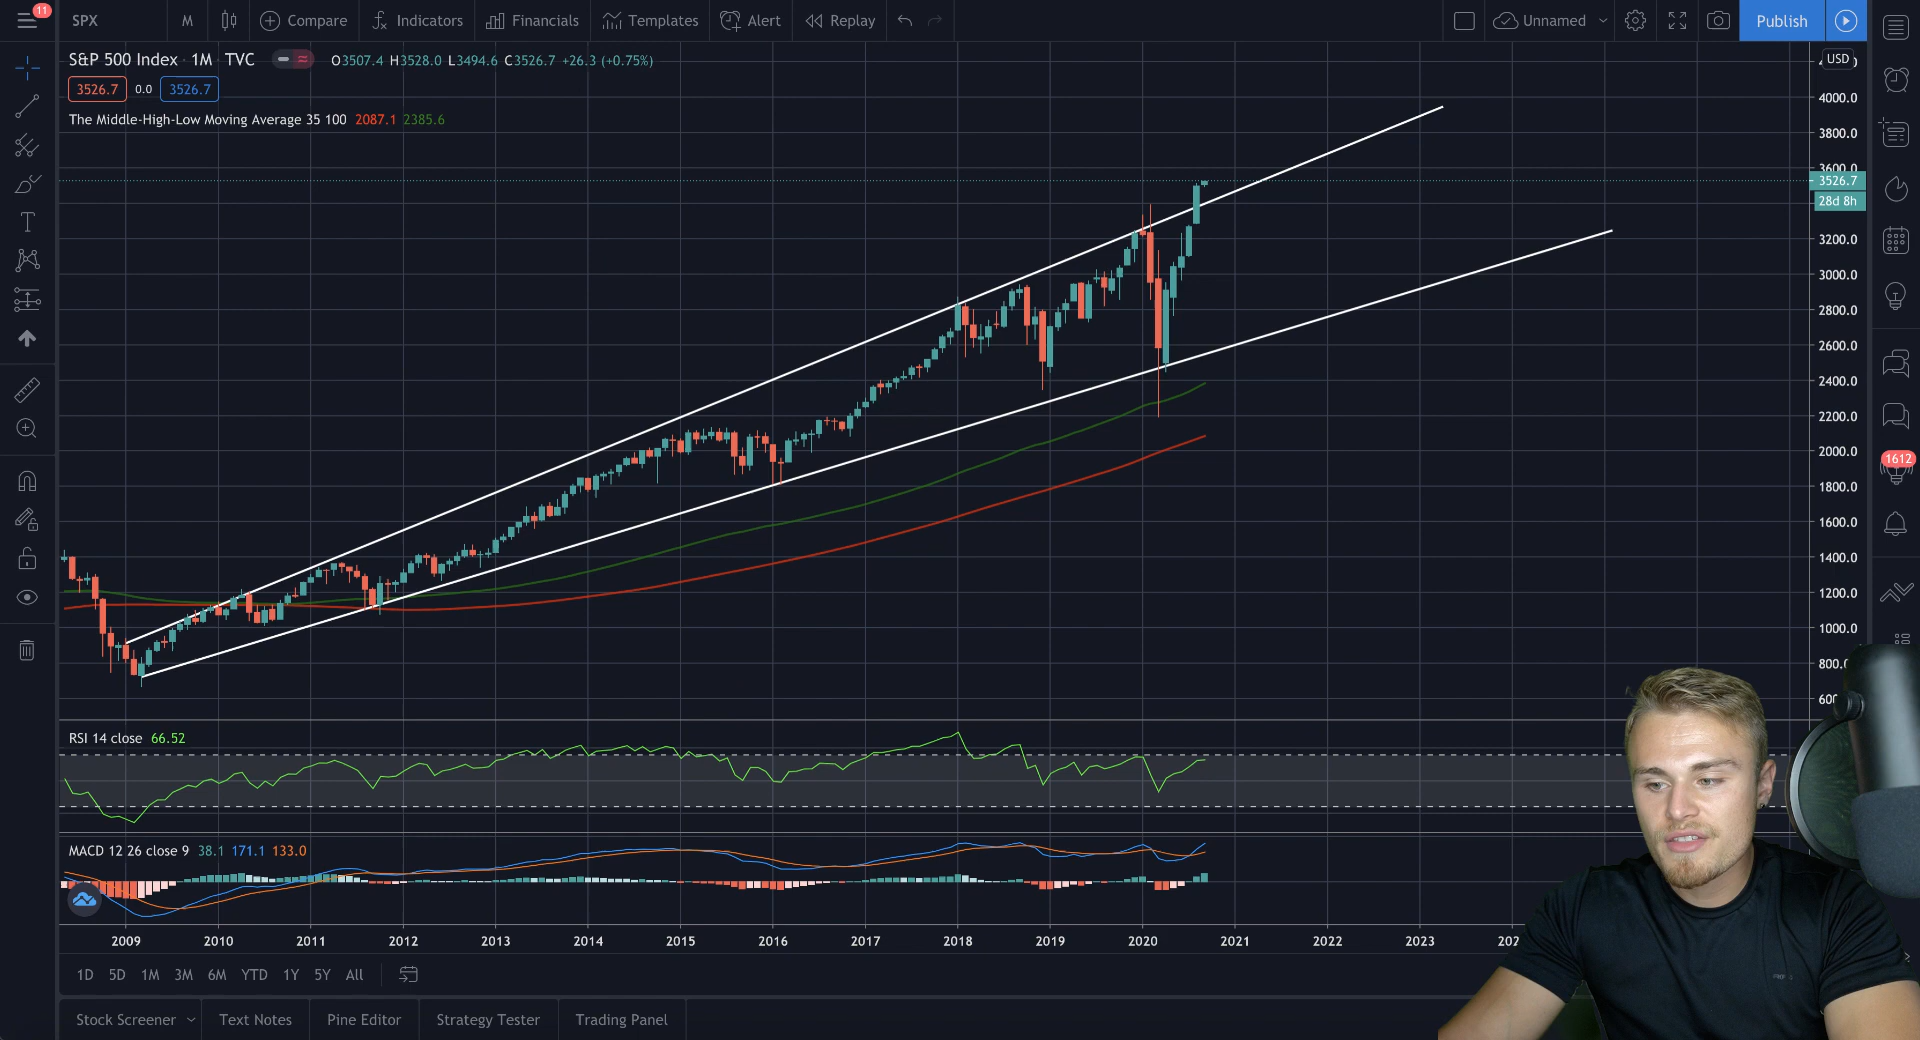 11
SPX
M
Compare
Indicators
Financials
Templates
Alert
Replay
Unnamed
Publish
S&P 500 Index · 1M · TVC
O3507.4 H3528.0 L3494.6 C3526.7 +26.3 (+0.75%)
USD
3526.7
0.0
3526.7
4000.0
The Middle-High-Low Moving Average 35 100 2087.1 2385.6
3800.0
3600.0
3526.7
28d 8h
3200.0
3000.0
2800.0
2600.0
2400.0
2200.0
2000.0
1612
1800.0
1600.0
1400.0
1200.0
1000.0
800.
600
RSI 14 close 66.52
MACD 12 26 close 9 38.1 171.1 133.0
2009 2010 2011 2012 2013 2014 2015 2016 2017 2018 2019 2020 2021 2022 2023 202
1D 5D 1M 3M 6M YTD 1Y 5Y All
Stock Screener
Text Notes
Pine Editor
Strategy Tester
Trading Panel